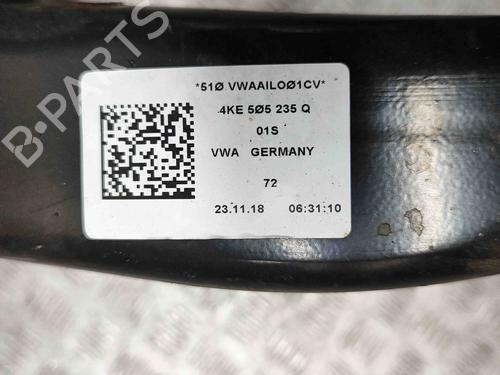 *51Ø VWAAILOØ1CV*
4KE 5Ø5 235 Q
01S
VWA GERMANY
72
23.11.18 06:31:10
B-PARTS